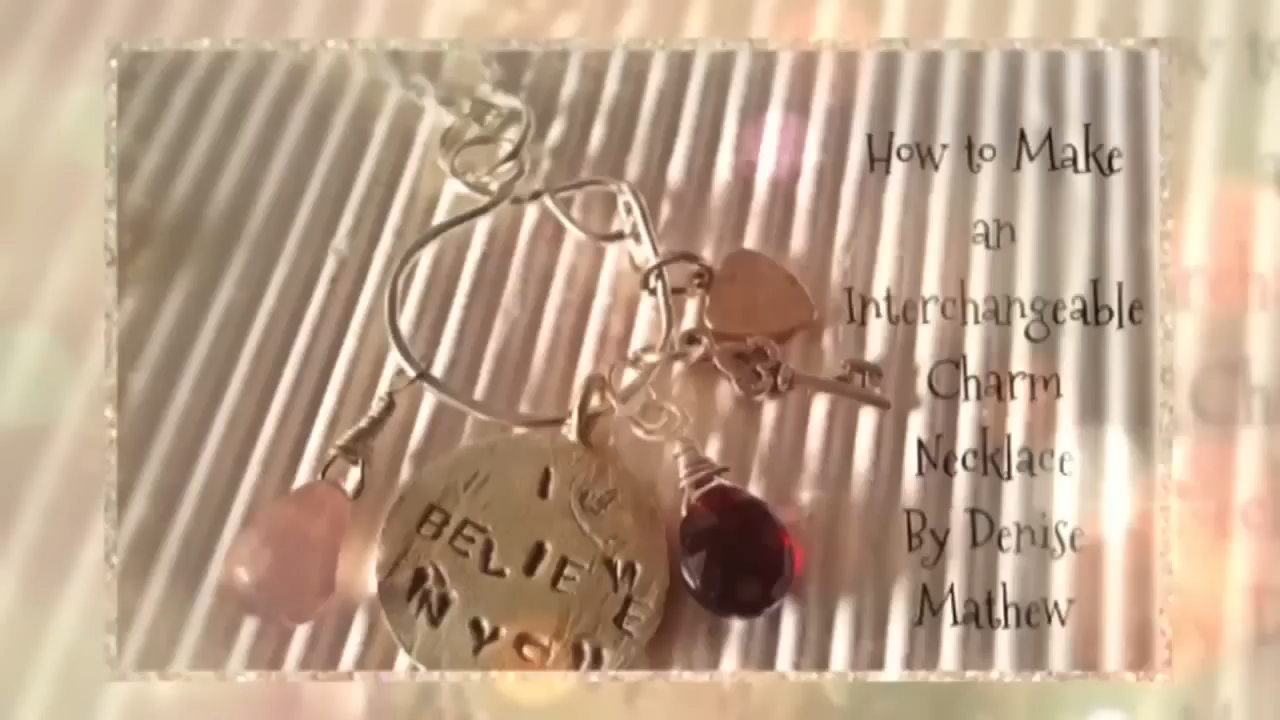 How to Make
an
Interchangeable
Charm
Necklace
By Denise
Mathew
I
BELIEVE
IN YOU